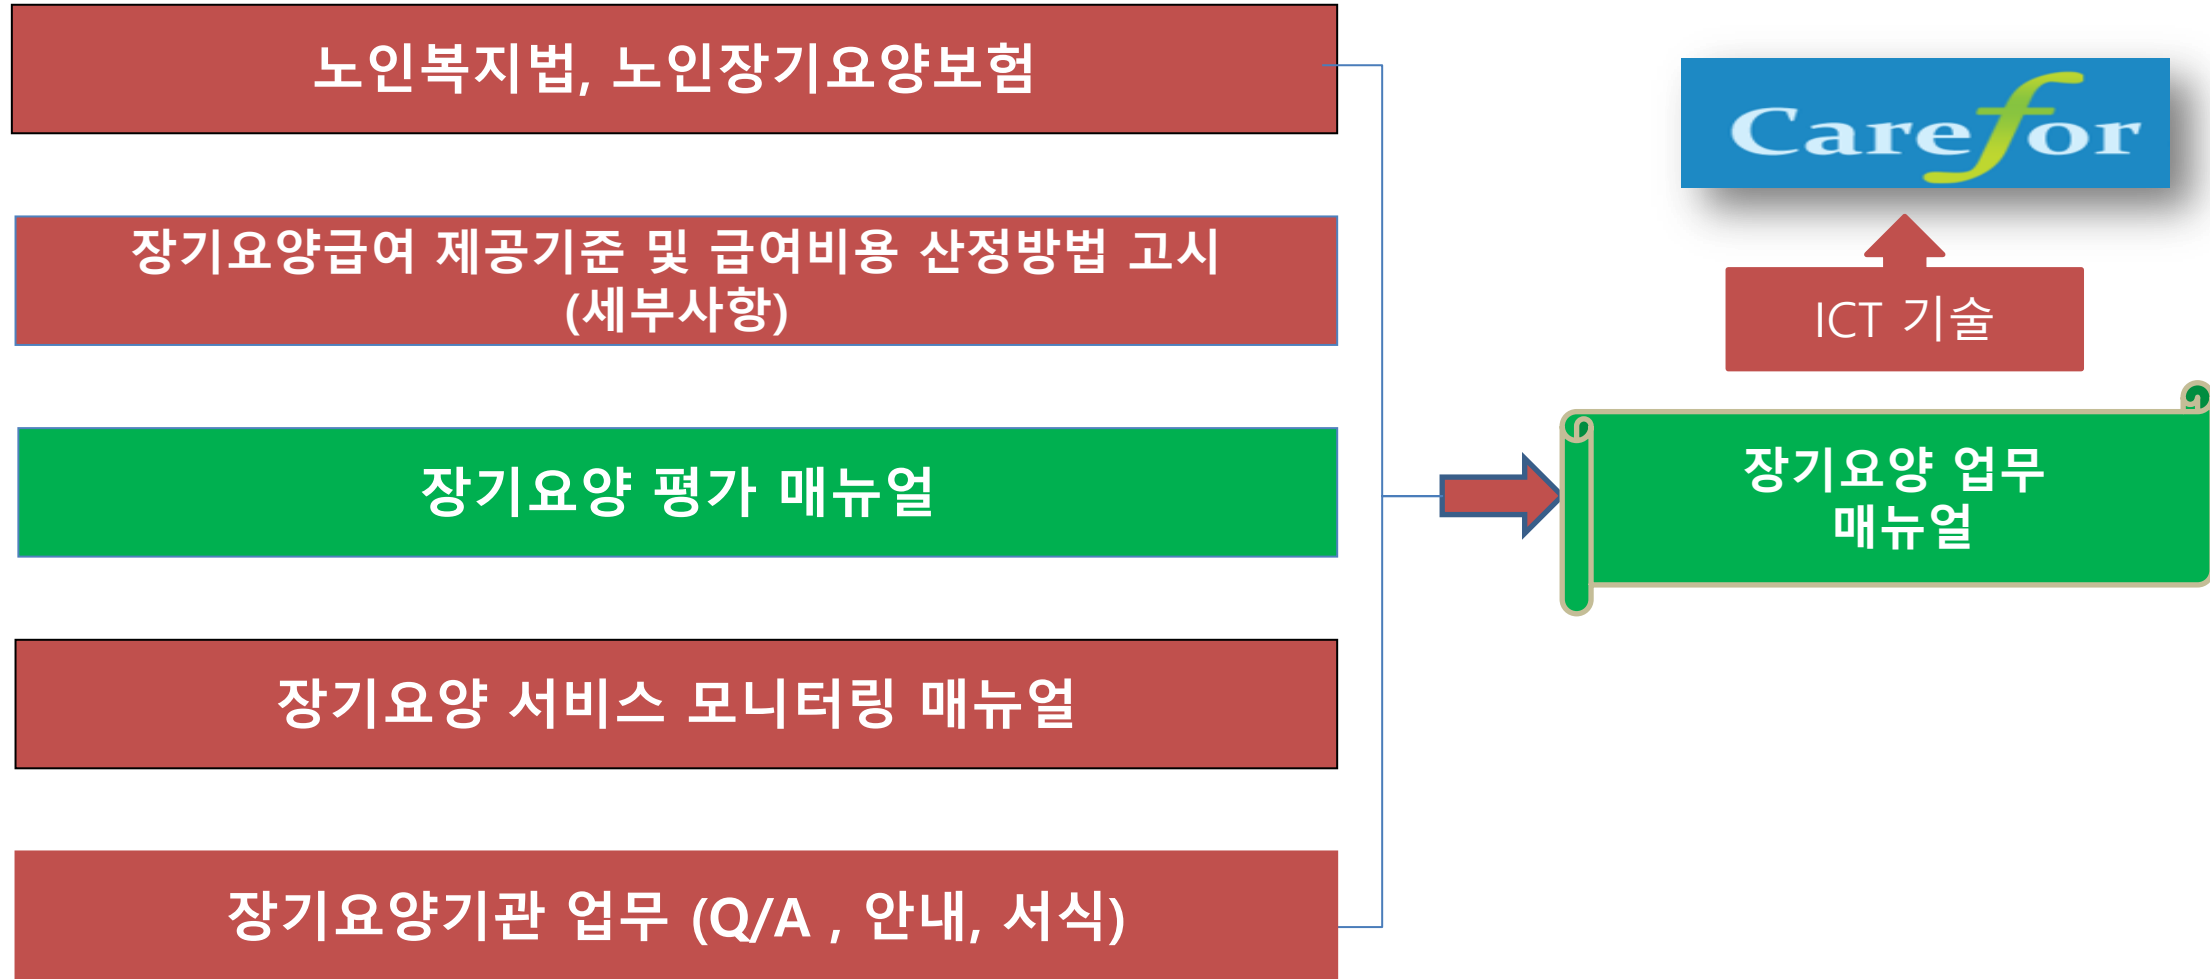 노인복지법, 노인장기요양보험
장기요양급여 제공기준 및 급여비용 산정방법 고시
(세부사항)
장기요양 평가 매뉴얼
장기요양 서비스 모니터링 매뉴얼
장기요양기관 업무 (Q/A , 안내, 서식)
Carefor
ICT 기술
장기요양 업무
매뉴얼